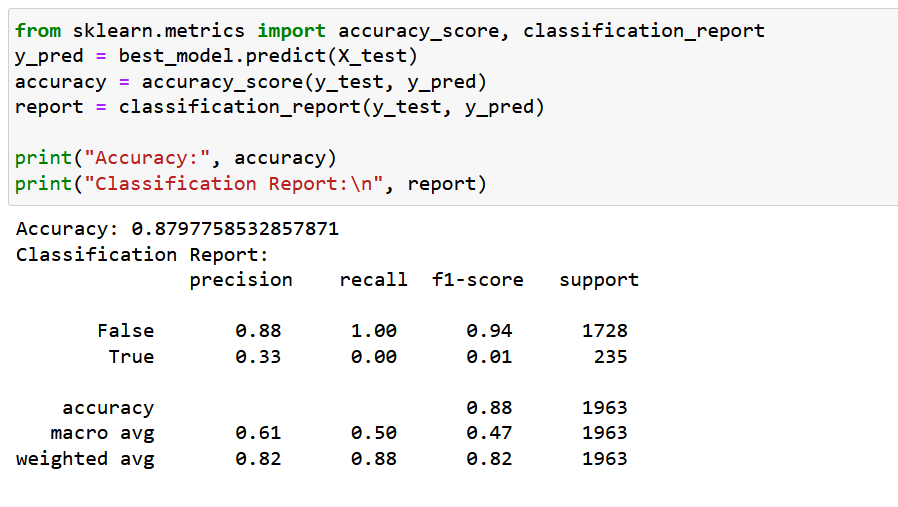 from sklearn.metrics import accuracy_score, classification_report
y_pred = best_model.predict(X_test)
accuracy = accuracy_score(y_test, y_pred)
report = classification_report(y_test, y_pred)
print("Accuracy:", accuracy)
print("Classification Report:\n", report)
Accuracy: 0.8797758532857871
Classification Report:
precision recall f1-score support
False 0.88 1.00 0.94 1728
True 0.33 0.00 0.01 235
accuracy 0.88 1963
macro avg 0.61 0.50 0.47 1963
weighted avg 0.82 0.88 0.82 1963